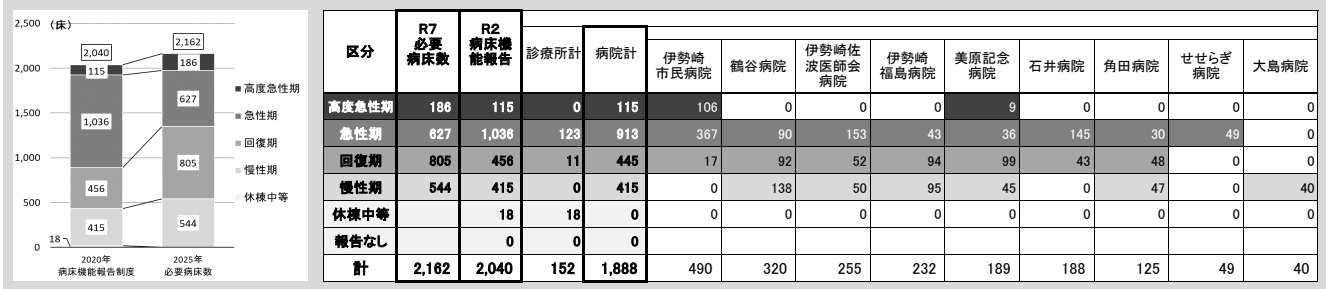 2,500 (床)
2,000
1,500
1,000
500
0
2,040
115
1,036
456
415
18
2,162
186
627
805
544
高度急性期
急性期
回復期
慢性期
休棟中等
2020年
病床機能報告制度
2025年
必要病床数
区分 R7必要病床数 R2病床機能報告 診療所計 病院計 伊勢崎市民病院 鶴谷病院 伊勢崎佐波医師会病院 伊勢崎福島病院 美原記念病院 石井病院 角田病院 せせらぎ病院 大島病院
高度急性期 186 115 0 115 106 0 0 0 9 0 0 0 0
急性期 627 1,036 123 913 367 90 153 43 36 145 30 49 0
回復期 805 456 11 445 17 92 52 94 99 43 48 0 0
慢性期 544 415 0 415 0 138 50 95 45 0 47 0 40
休棟中等 18 18 0 0 0 0 0 0 0 0 0 0
報告なし 0 0 0
計 2,162 2,040 152 1,888 490 320 255 232 189 188 125 49 40